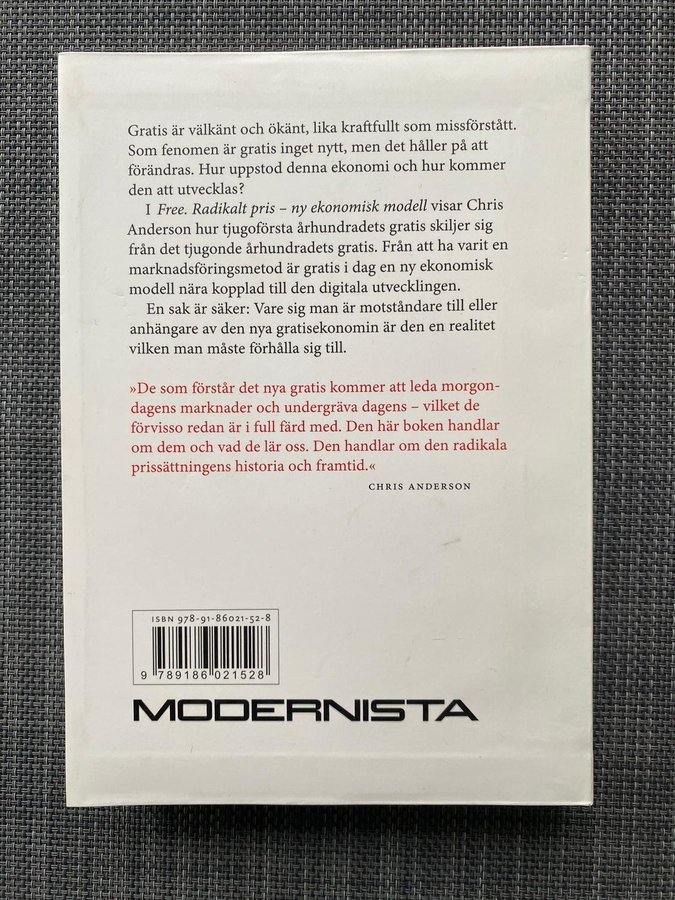 Gratis är välkänt och ökänt, lika kraftfullt som missförstått.
Som fenomen är gratis inget nytt, men det håller på att
förändras. Hur uppstod denna ekonomi och hur kommer
den att utvecklas?
I Free. Radikalt pris – ny ekonomisk modell visar Chris
Anderson hur tjugoförsta århundradets gratis skiljer sig
från det tjugonde århundradets gratis. Från att ha varit en
marknadsföringsmetod är gratis i dag en ny ekonomisk
modell nära kopplad till den digitala utvecklingen.
En sak är säker: Vare sig man är motståndare till eller
anhängare av den nya gratisekonomin är den en realitet
vilken man måste förhålla sig till.
»De som förstår det nya gratis kommer att leda morgon-
dagens marknader och undergräva dagens – vilket de
förvisso redan är i full färd med. Den här boken handlar
om dem och vad de lär oss. Den handlar om den radikala
prissättningens historia och framtid.«
CHRIS ANDERSON
ISBN 978-91-86021-52-8
9 789186 021528
MODERNISTA